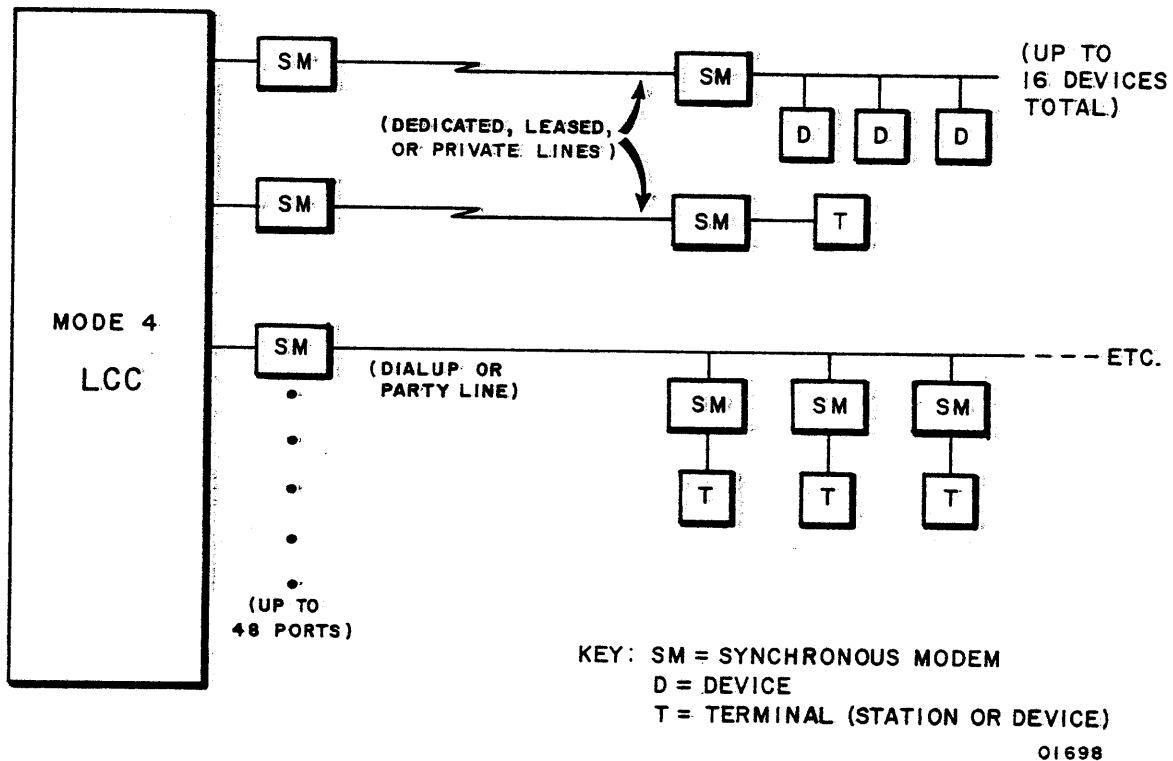 SM
SM
(UP TO
16 DEVICES
TOTAL)
D D D
(DEDICATED, LEASED,
OR PRIVATE LINES)
SM
SM
T
MODE 4
LCC
SM
(DIALUP OR
PARTY LINE)
ETC.
SM SM SM
T T T
(UP TO
48 PORTS)
KEY: SM = SYNCHRONOUS MODEM
D = DEVICE
T = TERMINAL (STATION OR DEVICE)
01698